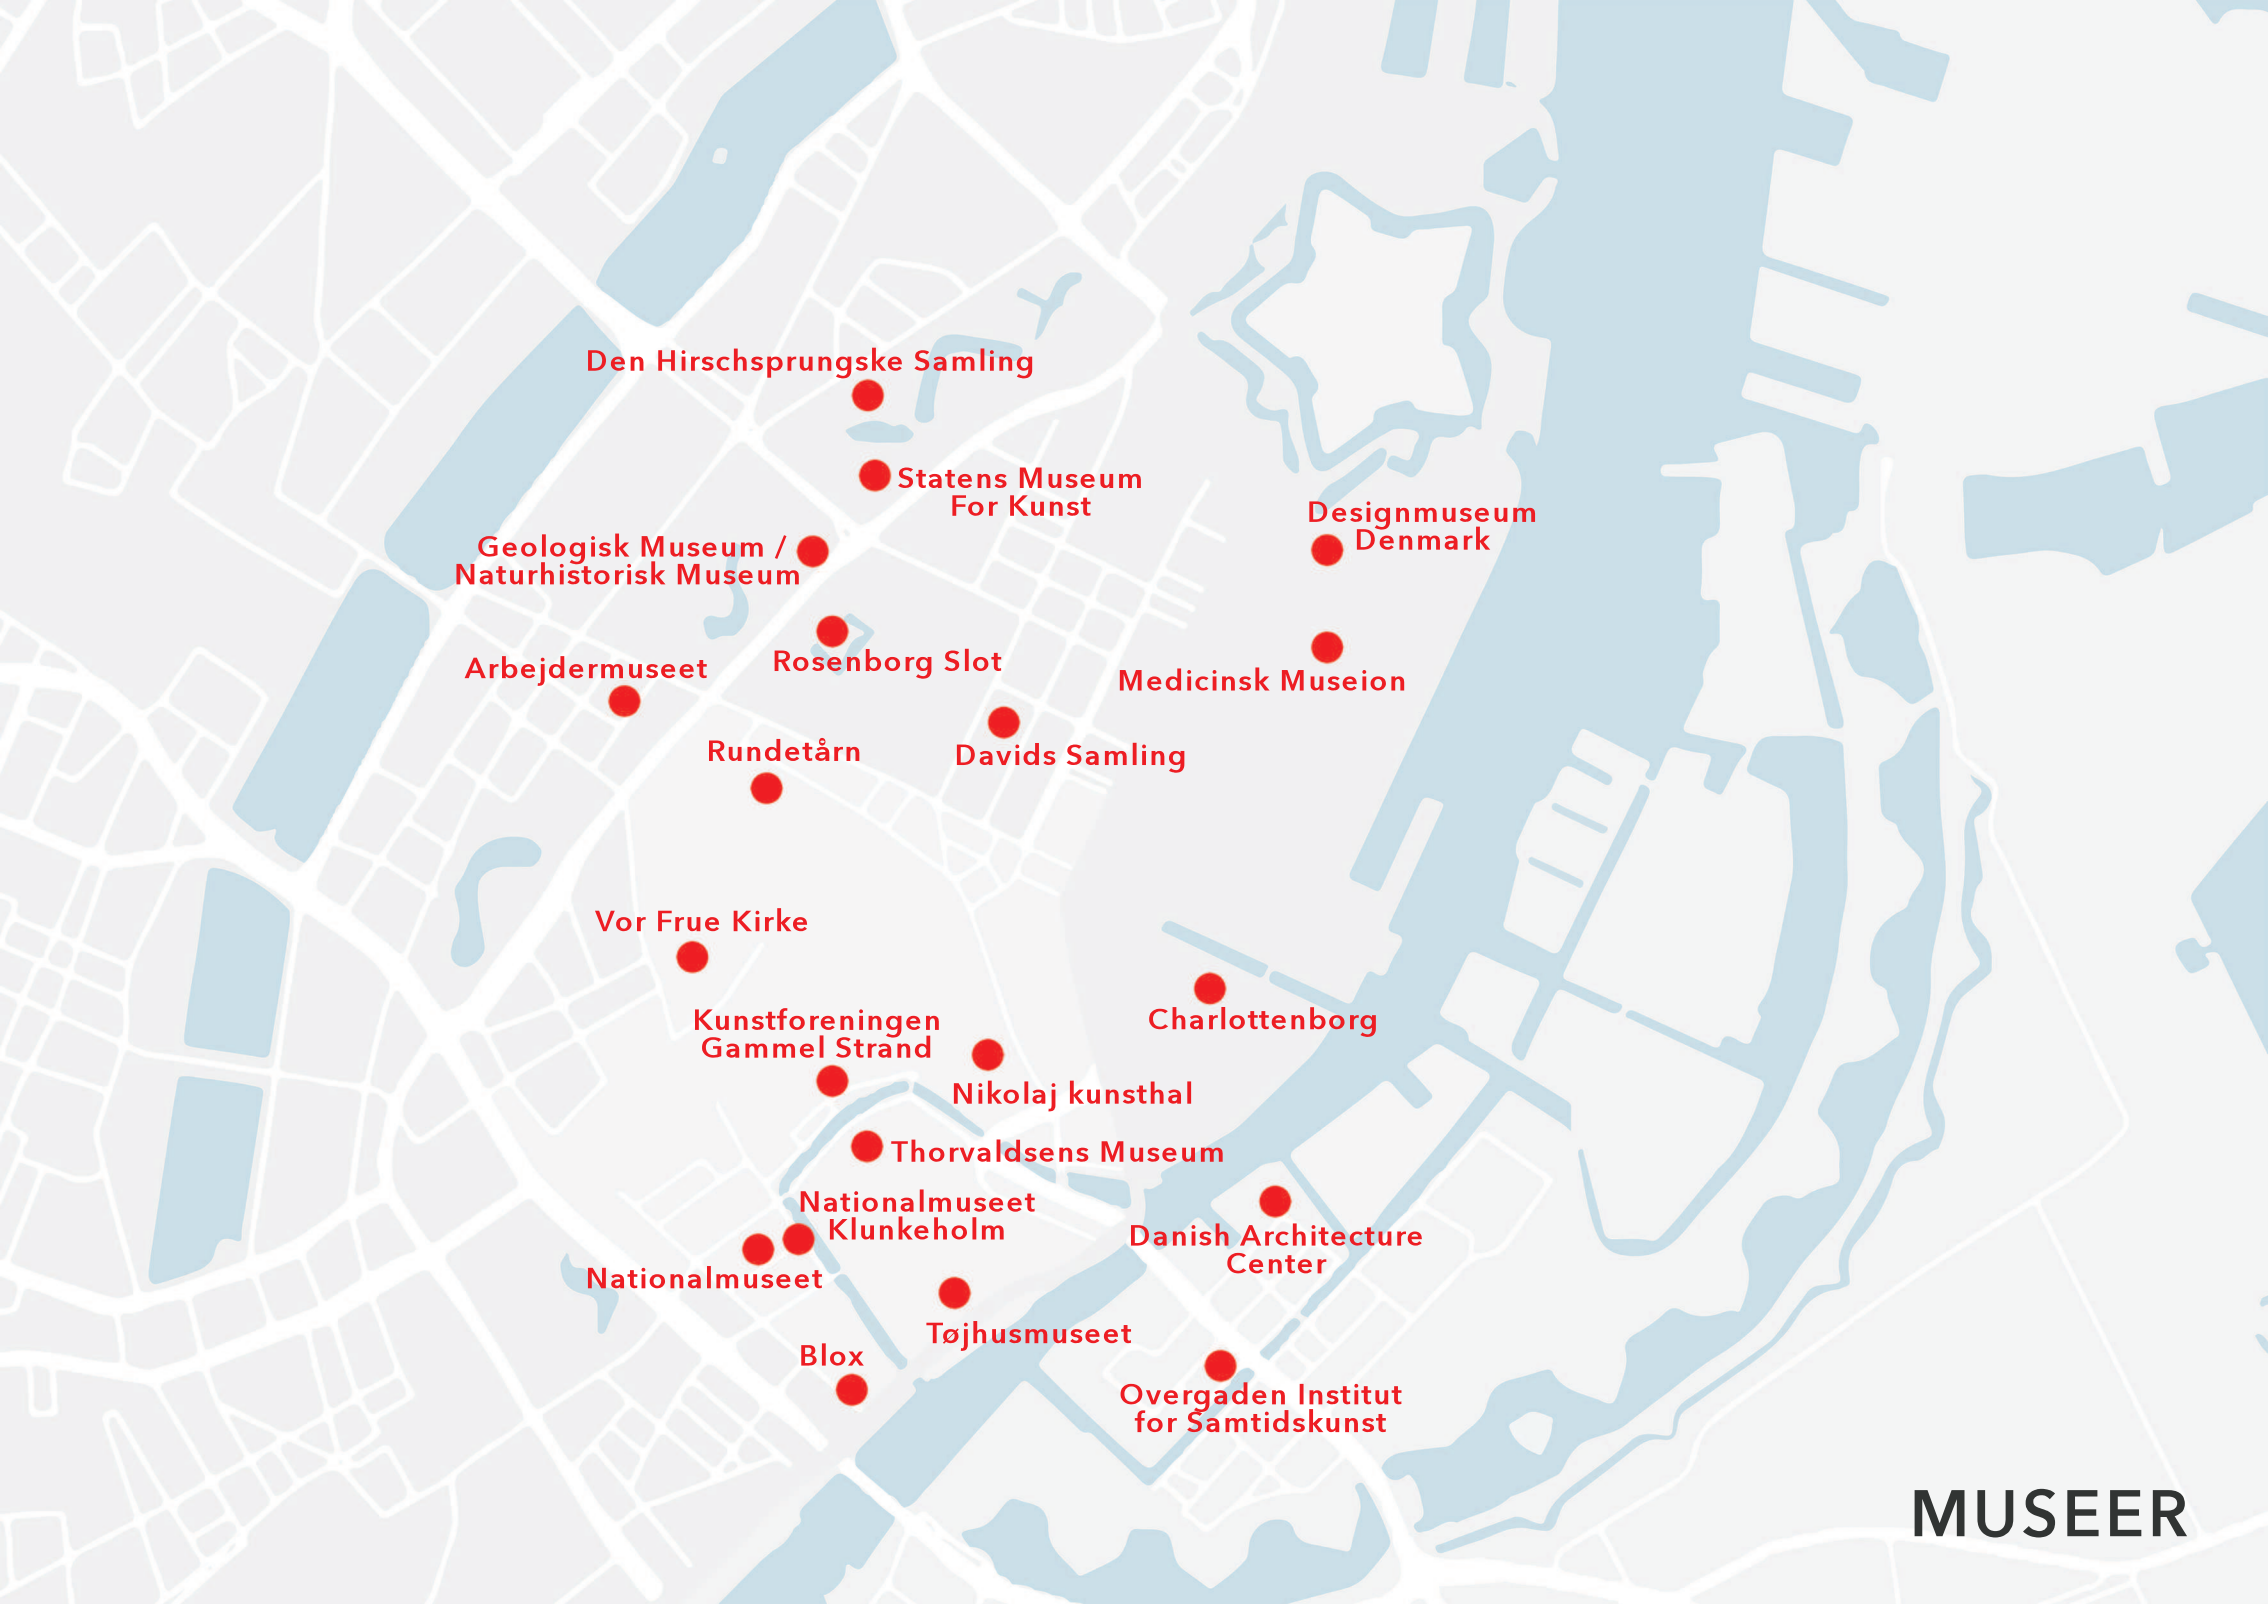 Den Hirschsprungske Samling
Statens Museum
For Kunst
Designmuseum
Denmark
Geologisk Museum /
Naturhistorisk Museum
Rosenborg Slot
Arbejdermuseet
Medicinsk Museion
Rundetårn
Davids Samling
Vor Frue Kirke
Kunstforeningen
Gammel Strand
Charlottenborg
Nikolaj kunsthal
Thorvaldsens Museum
Nationalmuseet
Klunkeholm
Danish Architecture
Center
Nationalmuseet
Tøjhusmuseet
Blox
Overgaden Institut
for Samtidskunst
MUSEER